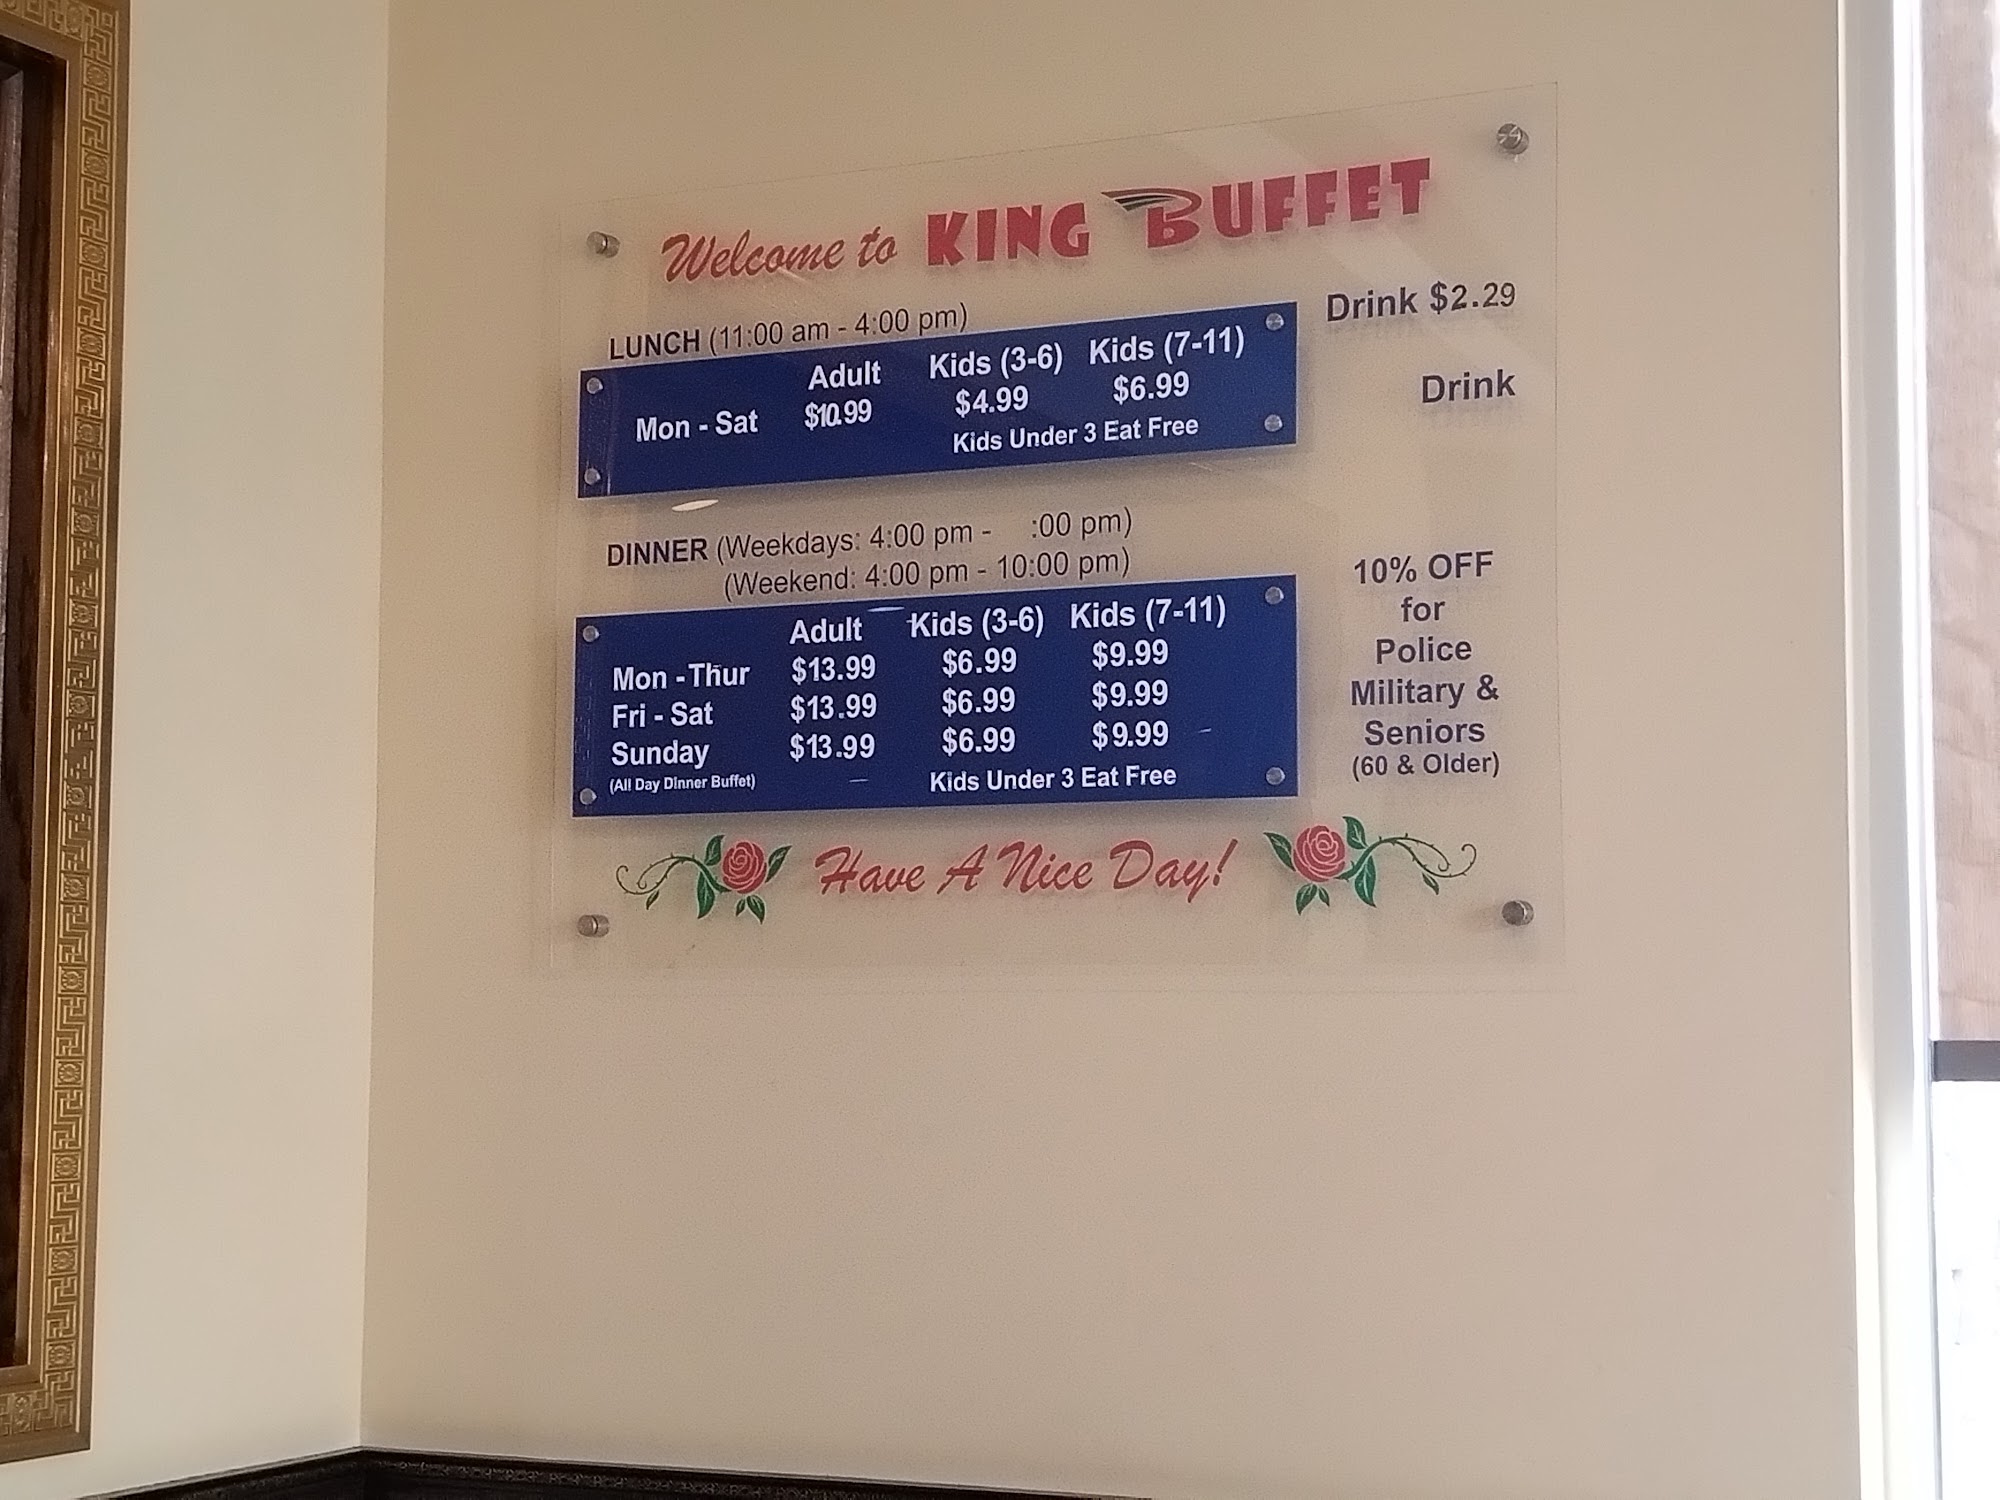 Welcome to KING BUFFET
LUNCH (11:00 am - 4:00 pm)
Adult Kids (3-6) Kids (7-11)
Mon - Sat $10.99 $4.99 $6.99
Kids Under 3 Eat Free
Drink $2.29
Drink
DINNER (Weekdays: 4:00 pm - :00 pm)
(Weekend: 4:00 pm - 10:00 pm)
Adult Kids (3-6) Kids (7-11)
Mon - Thur $13.99 $6.99 $9.99
Fri - Sat $13.99 $6.99 $9.99
Sunday $13.99 $6.99 $9.99
(All Day Dinner Buffet) Kids Under 3 Eat Free
10% OFF
for
Police
Military &
Seniors
(60 & Older)
Have A Nice Day!